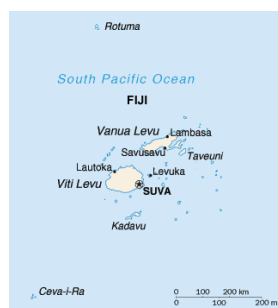 Rotuma
South Pacific Ocean
FIJI
Vanua Levu
Lambasa
Savusavu
Taveuni
Lautoka
Levuka
Viti Levu
SUVA
Kadavu
Ceva-I-Ra
0 100 200 km
0 100 200 m